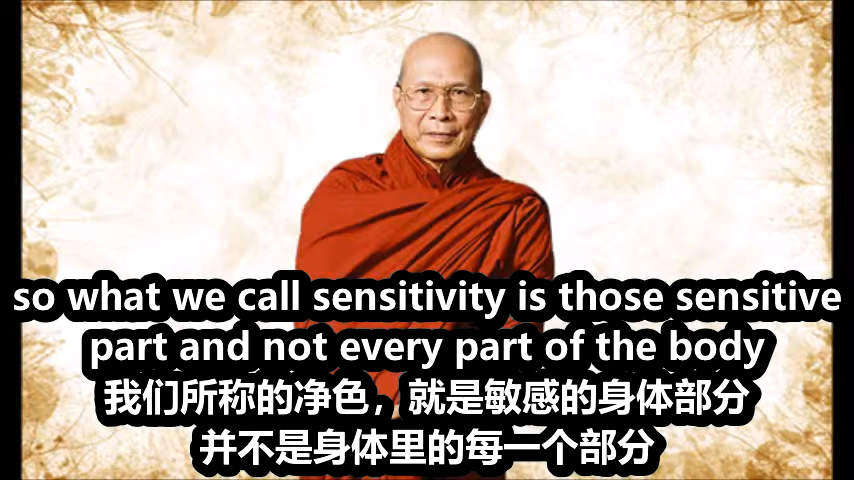 so what we call sensitivity is those sensitive
part and not every part of the body
我们所称的净色，就是敏感的身体部分
并不是身体里的每一个部分